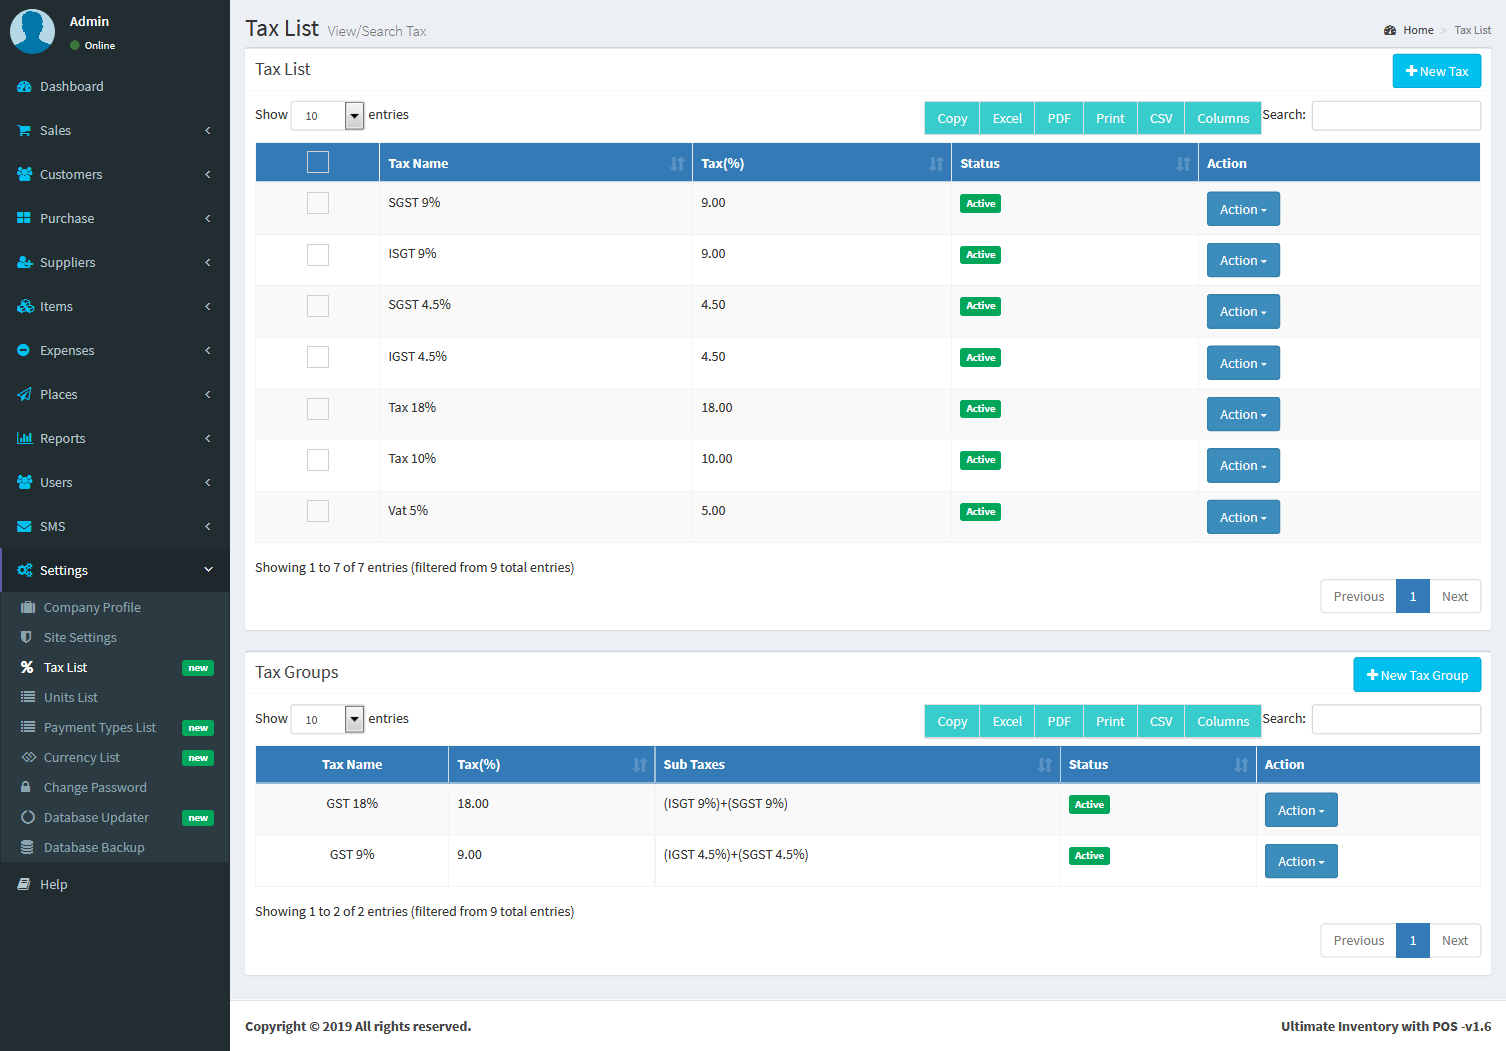 Admin
Online
Dashboard
Sales
Customers
Purchase
Suppliers
Items
Expenses
Places
Reports
Users
SMS
Settings
Company Profile
Site Settings
Tax List new
Units List
Payment Types List new
Currency List new
Change Password
Database Updater new
Database Backup
Help
Tax List View/Search Tax
Home > Tax List
Tax List
New Tax
Show 10 entries
Copy Excel PDF Print CSV Columns Search:
Tax Name Tax(%) Status Action
SGST 9% 9.00 Active Action
ISGT 9% 9.00 Active Action
SGST 4.5% 4.50 Active Action
IGST 4.5% 4.50 Active Action
Tax 18% 18.00 Active Action
Tax 10% 10.00 Active Action
Vat 5% 5.00 Active Action
Showing 1 to 7 of 7 entries (filtered from 9 total entries)
Previous 1 Next
Tax Groups
New Tax Group
Show 10 entries
Copy Excel PDF Print CSV Columns Search:
Tax Name Tax(%) Sub Taxes Status Action
GST 18% 18.00 (ISGT 9%)+(SGST 9%) Active Action
GST 9% 9.00 (IGST 4.5%)+(SGST 4.5%) Active Action
Showing 1 to 2 of 2 entries (filtered from 9 total entries)
Previous 1 Next
Copyright © 2019 All rights reserved.
Ultimate Inventory with POS -v1.6